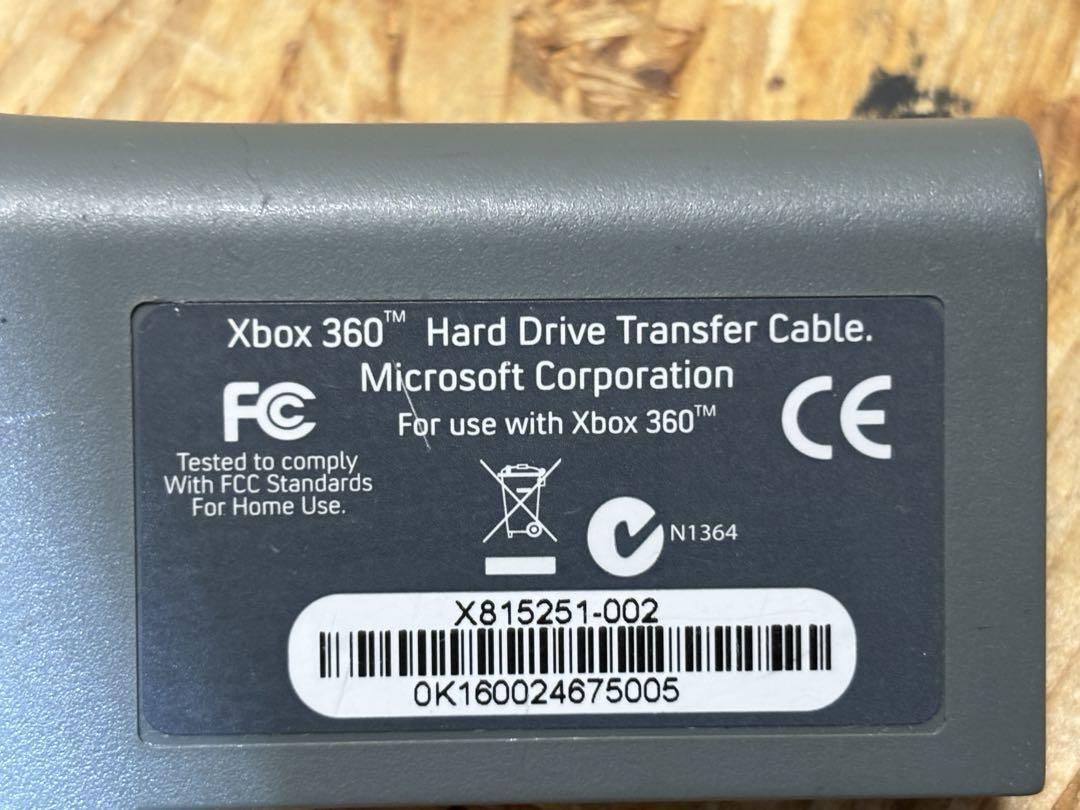 Xbox 360™ Hard Drive Transfer Cable.
Microsoft Corporation
For use with Xbox 360™
FC
CE
Tested to comply
With FCC Standards
For Home Use.
N1364
X815251-002
0K160024675005